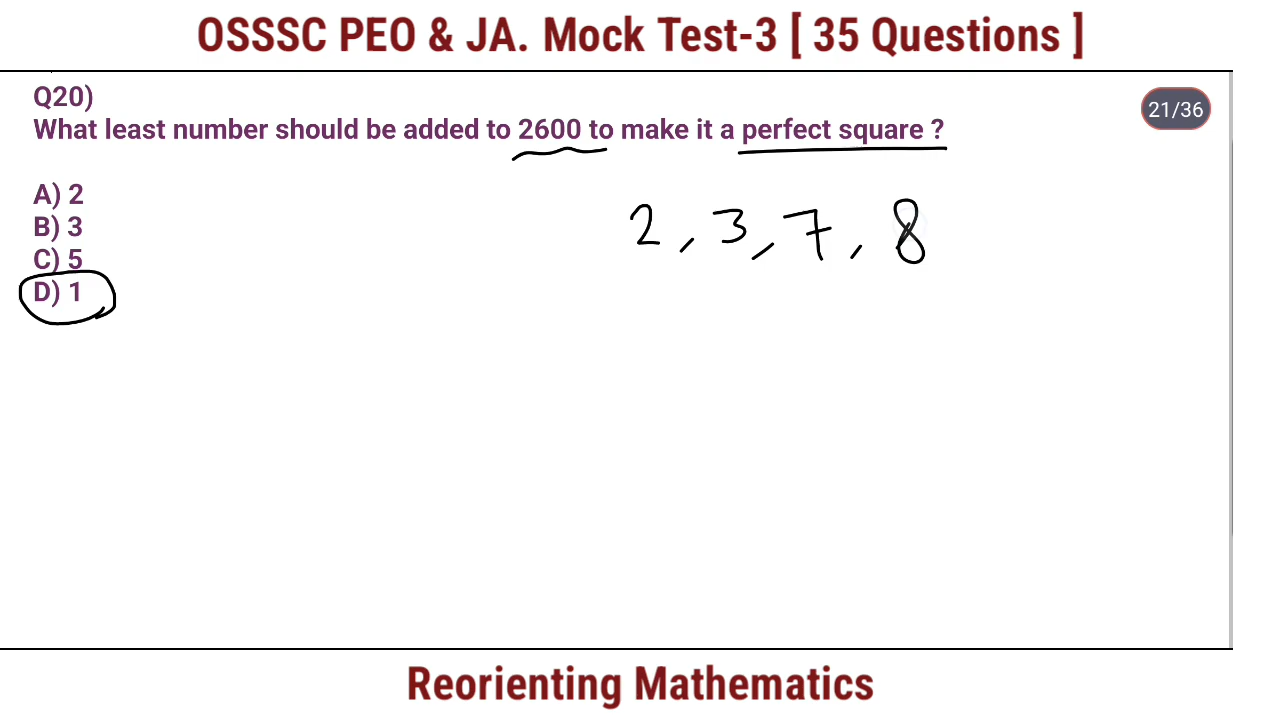 OSSSC PEO & JA. Mock Test-3 [ 35 Questions ]
Q20)
21/36
What least number should be added to 2600 to make it a perfect square ?
A) 2
B) 3
C) 5
D) 1
2, 3, 7, 8
Reorienting Mathematics